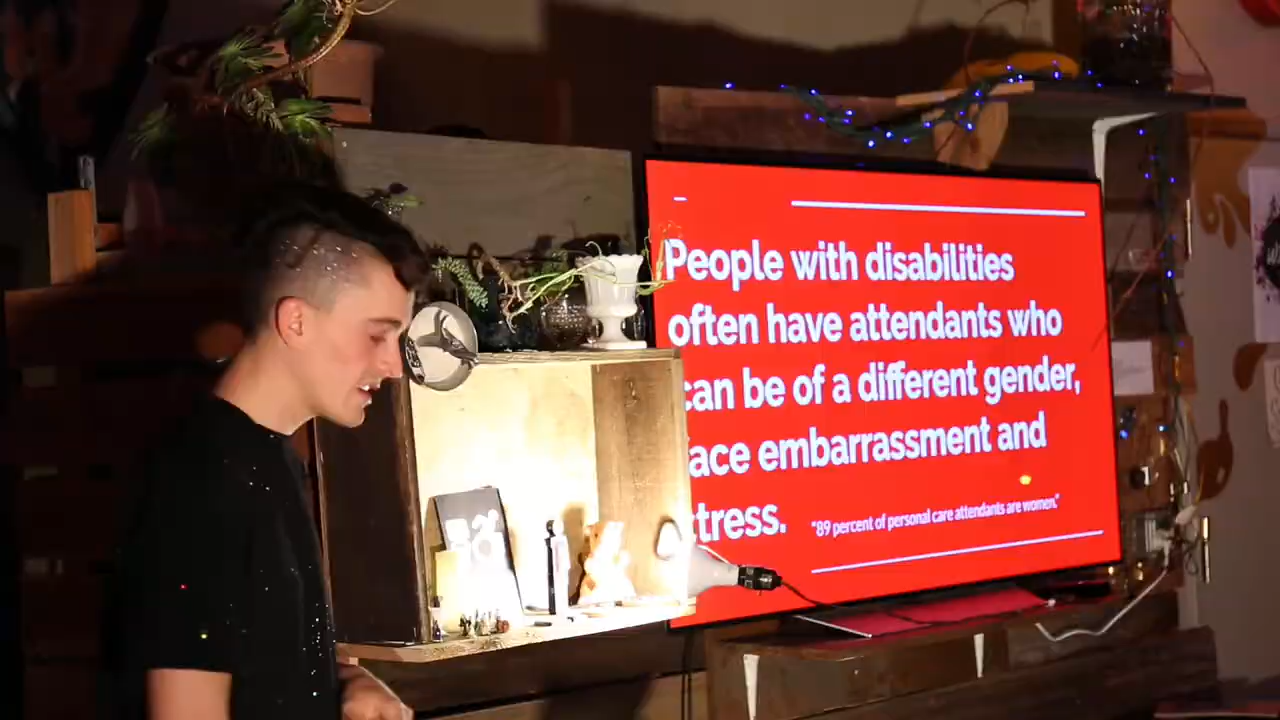 People with disabilities
often have attendants who
can be of a different gender,
ace embarrassment and
tress.
"89 percent of personal care attendants are women."